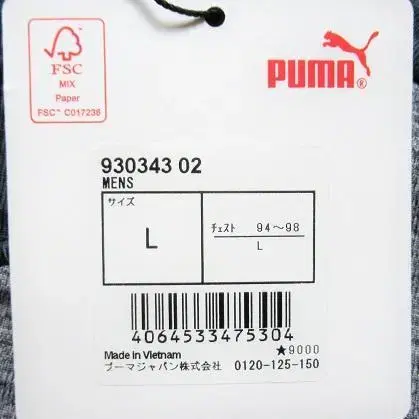 FSC
MIX
Paper
FSC™ C017236
PUMA®
930343 02
MENS
サイズ
L
ﾁｪｽﾄ 94～98
L
4064533475304
★9000
Made in Vietnam
プーマジャパン株式会社 0120-125-150